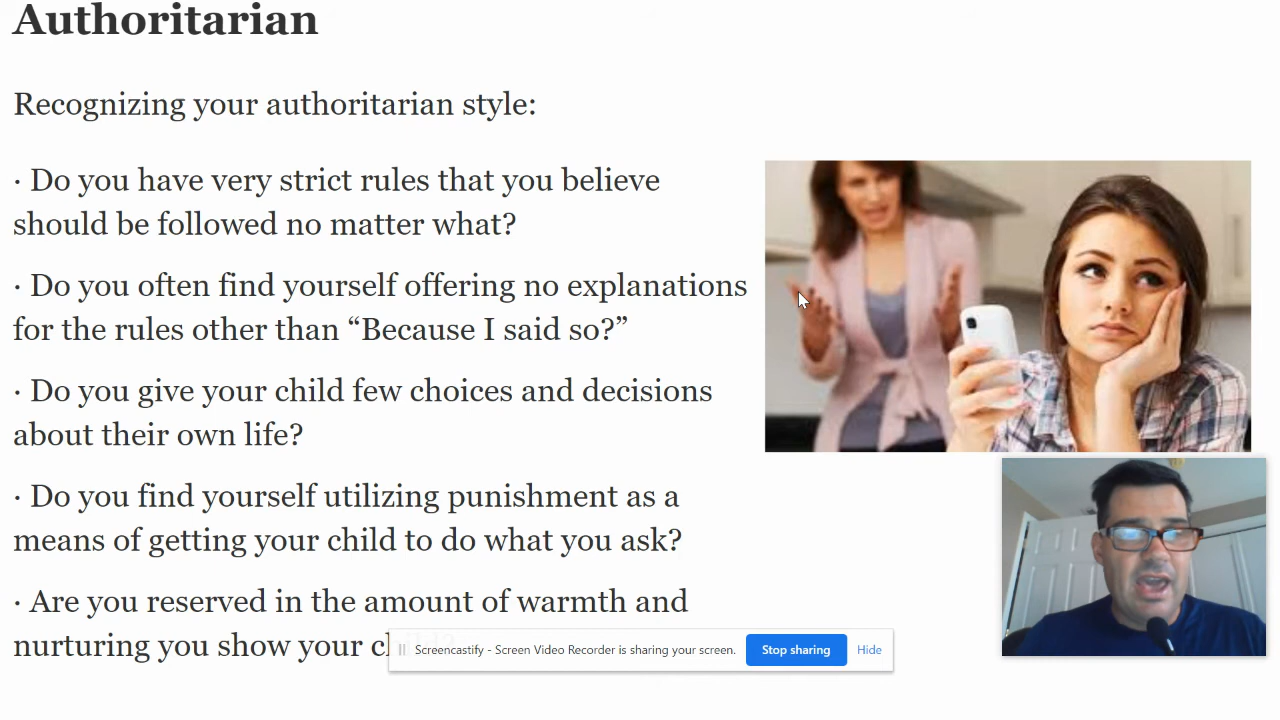 Authoritarian
Recognizing your authoritarian style:
· Do you have very strict rules that you believe
should be followed no matter what?
· Do you often find yourself offering no explanations
for the rules other than “Because I said so?”
· Do you give your child few choices and decisions
about their own life?
· Do you find yourself utilizing punishment as a
means of getting your child to do what you ask?
· Are you reserved in the amount of warmth and
nurturing you show your child?
Screencastify - Screen Video Recorder is sharing your screen.
Stop sharing
Hide